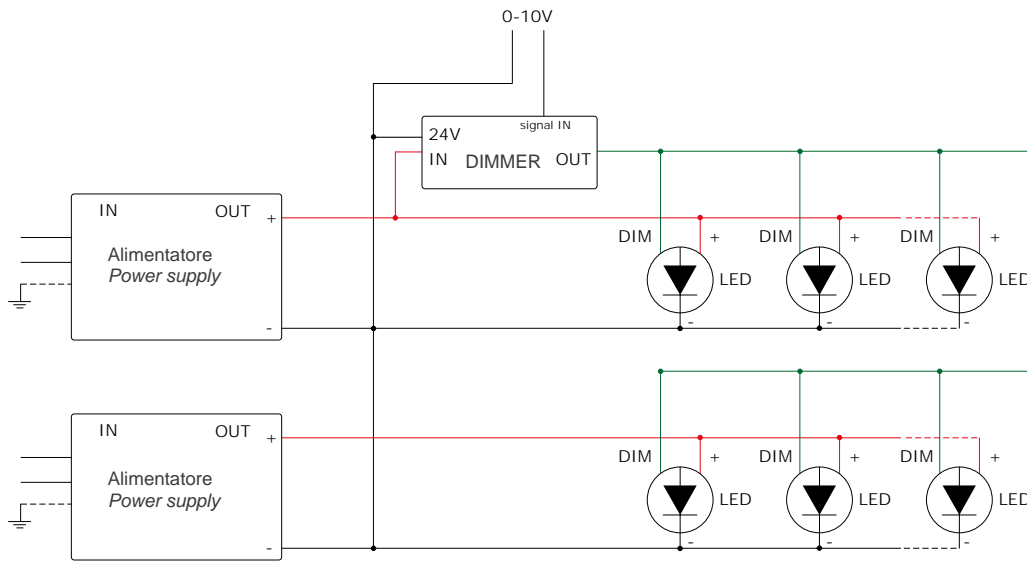 0-10V
signal IN
24V
IN DIMMER OUT
IN OUT +
Alimentatore
Power supply
-
DIM + DIM + DIM +
LED LED LED
- - -
IN OUT +
Alimentatore
Power supply
-
DIM + DIM + DIM +
LED LED LED
- - -